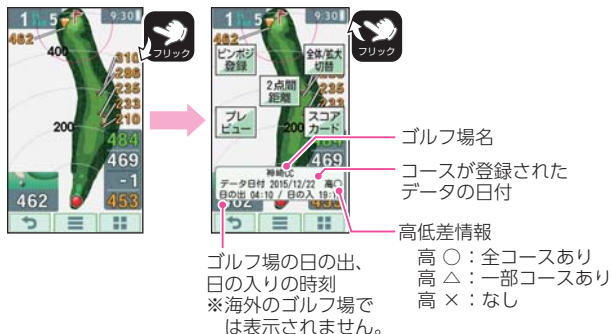 1 5 9:30
462
400
310
286
235
233
210
200
484
469
-1
462
453
フリック
1 5 9:30
462
ピンポジ
登録
全体/拡大
切替
2点間
距離
プレ
ビュー
スコア
カード
200
484
469
神崎CC
データ日付 2015/12/22 高○
日の出 04:10 / 日の入 19:
453
フリック
ゴルフ場名
コースが登録された
データの日付
高低差情報
高 ○：全コースあり
高 △：一部コースあり
高 ×：なし
ゴルフ場の日の出、
日の入りの時刻
※海外のゴルフ場で
は表示されません。